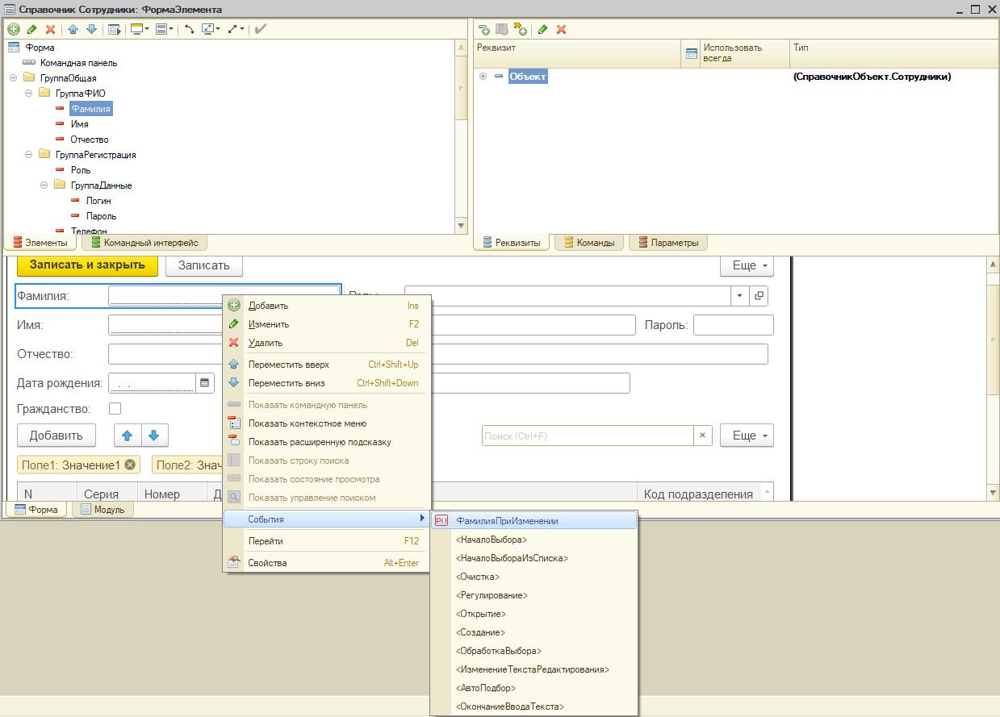 Справочник Сотрудники: ФормаЭлемента
Форма
Командная панель
ГруппаОбщая
ГруппаФИО
Фамилия
Имя
Отчество
ГруппаРегистрация
Роль
ГруппаДанные
Логин
Пароль
Телефон
Элементы Командный интерфейс
Реквизит Использовать всегда Тип
Объект (СправочникОбъект.Сотрудники)
Реквизиты Команды Параметры
Записать и закрыть Записать Еще
Фамилия:
Имя: Пароль:
Отчество:
Дата рождения: . .
Гражданство:
Добавить Поиск (Ctrl+F) × Еще
Поле1: Значение1 Поле2: Знач
N Серия Номер Д Код подразделения
Форма Модуль
Добавить Ins
Изменить F2
Удалить Del
Переместить вверх Ctrl+Shift+Up
Переместить вниз Ctrl+Shift+Down
Показать командную панель
Показать контекстное меню
Показать расширенную подсказку
Показать строку поиска
Показать состояние просмотра
Показать управление поиском
События
Перейти F12
Свойства Alt+Enter
ФамилияПриИзменении
<НачалоВыбора>
<НачалоВыбораИзСписка>
<Очистка>
<Регулирование>
<Открытие>
<Создание>
<ОбработкаВыбора>
<ИзменениеТекстаРедактирования>
<АвтоПодбор>
<ОкончаниеВводаТекста>